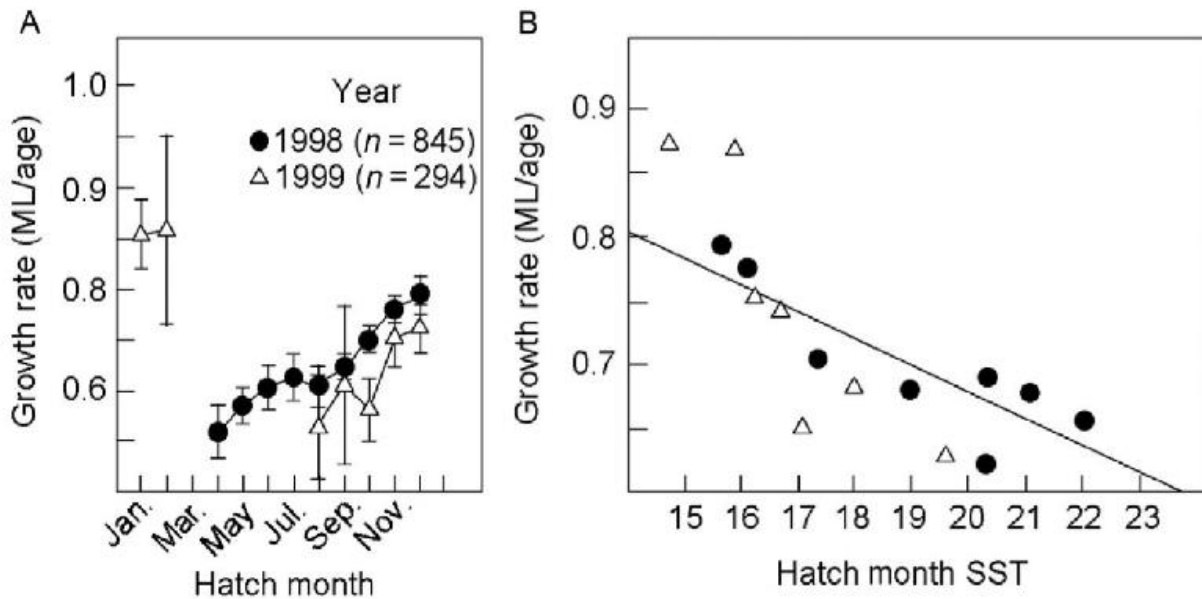 A
Growth rate (ML/age)
1.0
0.9
0.8
0.6
Year
1998 (n = 845)
1999 (n = 294)
Jan. Mar. May Jul. Sep. Nov.
Hatch month
B
Growth rate (ML/age)
0.9
0.8
0.7
15 16 17 18 19 20 21 22 23
Hatch month SST